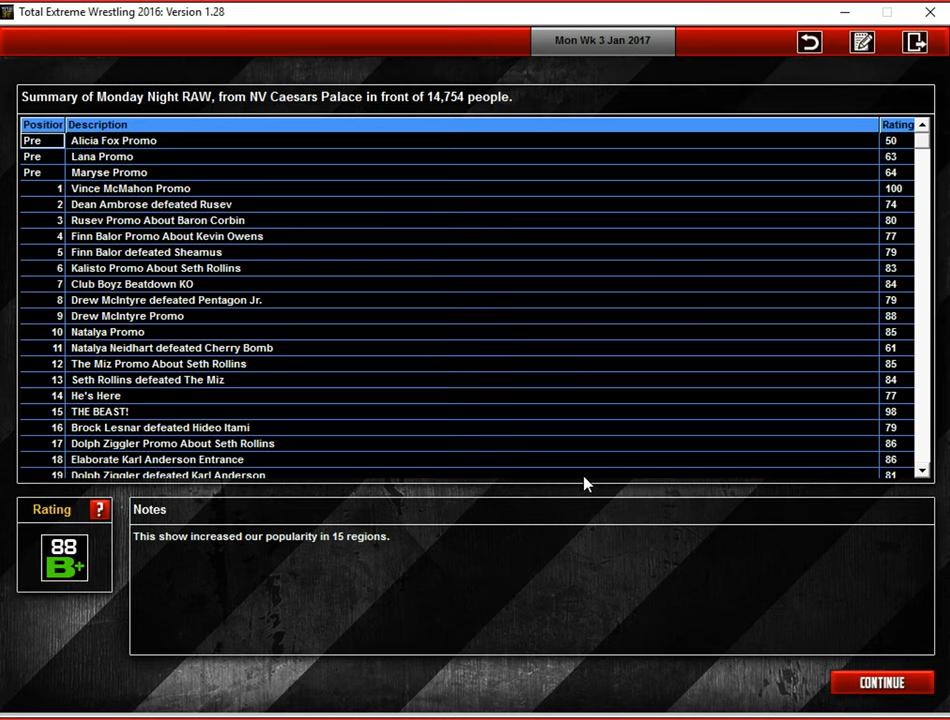 Total Extreme Wrestling 2016: Version 1.28
Mon Wk 3 Jan 2017
Summary of Monday Night RAW, from NV Caesars Palace in front of 14,754 people.
Position Description Rating
Pre Alicia Fox Promo 50
Pre Lana Promo 63
Pre Maryse Promo 64
1 Vince McMahon Promo 100
2 Dean Ambrose defeated Rusev 74
3 Rusev Promo About Baron Corbin 80
4 Finn Balor Promo About Kevin Owens 77
5 Finn Balor defeated Sheamus 79
6 Kalisto Promo About Seth Rollins 83
7 Club Boyz Beatdown KO 84
8 Drew McIntyre defeated Pentagon Jr. 79
9 Drew McIntyre Promo 88
10 Natalya Promo 85
11 Natalya Neidhart defeated Cherry Bomb 61
12 The Miz Promo About Seth Rollins 85
13 Seth Rollins defeated The Miz 84
14 He's Here 77
15 THE BEAST! 98
16 Brock Lesnar defeated Hideo Itami 79
17 Dolph Ziggler Promo About Seth Rollins 86
18 Elaborate Karl Anderson Entrance 86
19 Dolph Ziggler defeated Karl Anderson 81
Rating ?
88
B+
Notes
This show increased our popularity in 15 regions.
CONTINUE